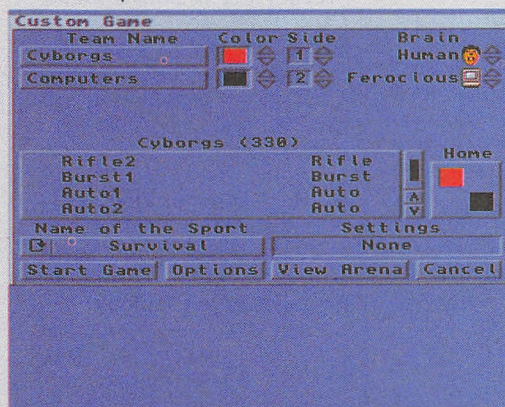 Custom Game
Team Name Color Side Brain
Cyborgs 1 Human
Computers 2 Ferocious
Cyborgs (330)
Home
Rifle2 Rifle
Burst1 Burst
Auto1 Auto
Auto2 Auto
Name of the Sport Settings
Survival None
Start Game Options View Arena Cancel